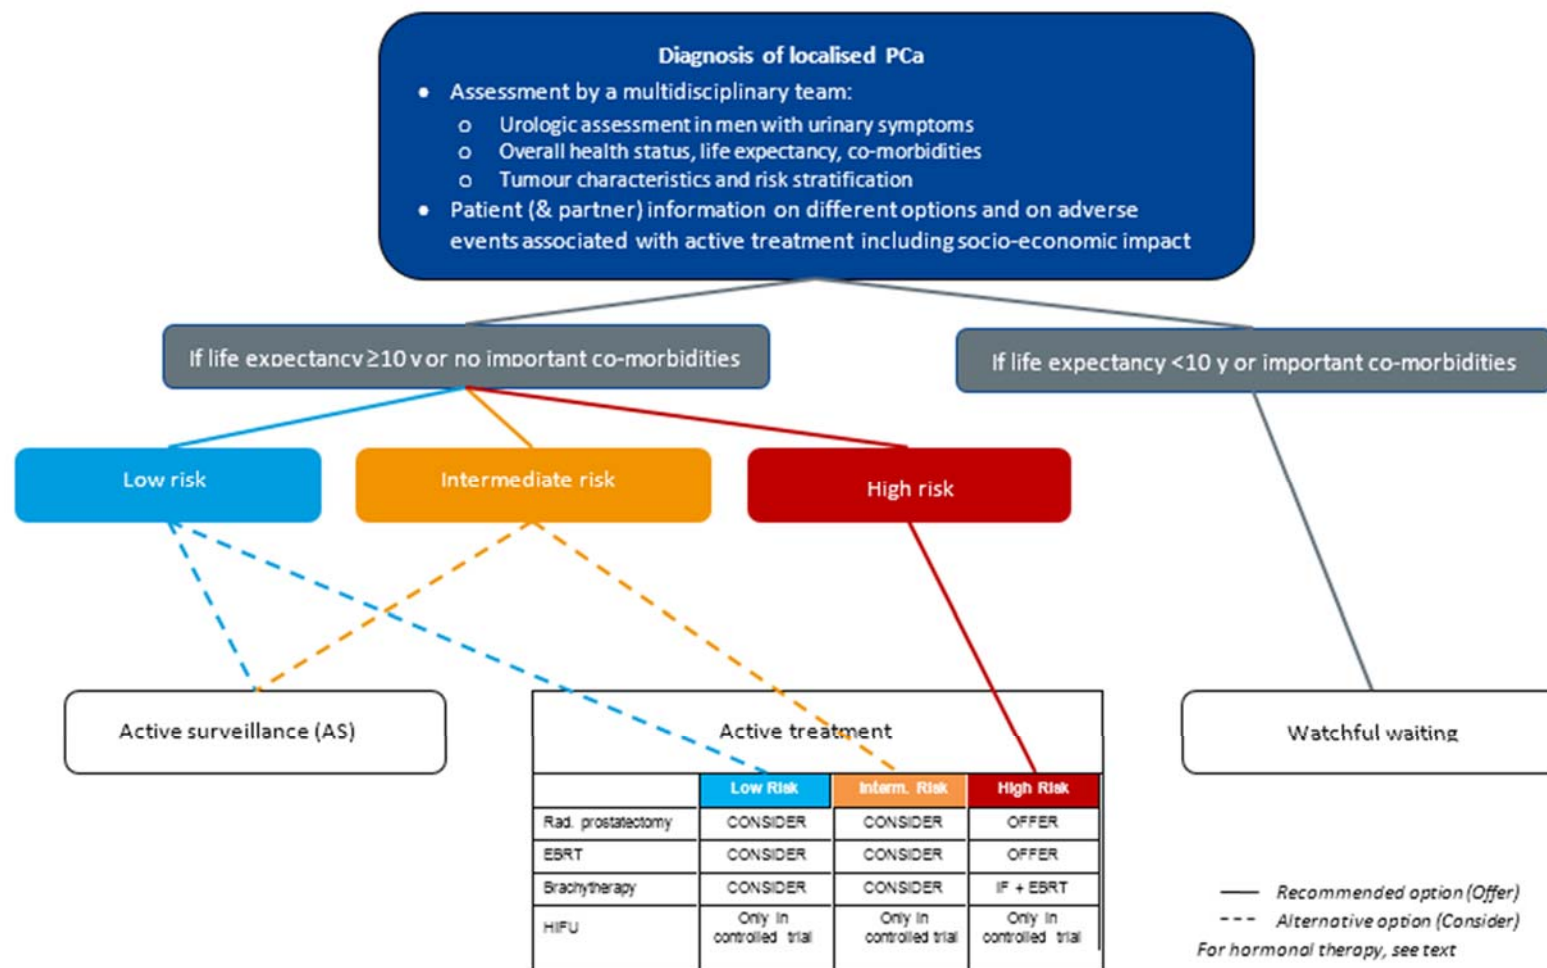 Diagnosis of localised PCa
• Assessment by a multidisciplinary team:
o Urologic assessment in men with urinary symptoms
o Overall health status, life expectancy, co-morbidities
o Tumour characteristics and risk stratification
• Patient (& partner) information on different options and on adverse
events associated with active treatment including socio-economic impact
If life expectancy ≥10 y or no important co-morbidities
If life expectancy <10 y or important co-morbidities
Low risk
Intermediate risk
High risk
Active surveillance (AS)
Active treatment
Watchful waiting
Low Risk Interm. Risk High Risk
Rad. prostatectomy CONSIDER CONSIDER OFFER
EBRT CONSIDER CONSIDER OFFER
Brachytherapy CONSIDER CONSIDER IF + EBRT
HIFU Only in controlled trial Only in controlled trial Only in controlled trial
Recommended option (Offer)
Alternative option (Consider)
For hormonal therapy, see text